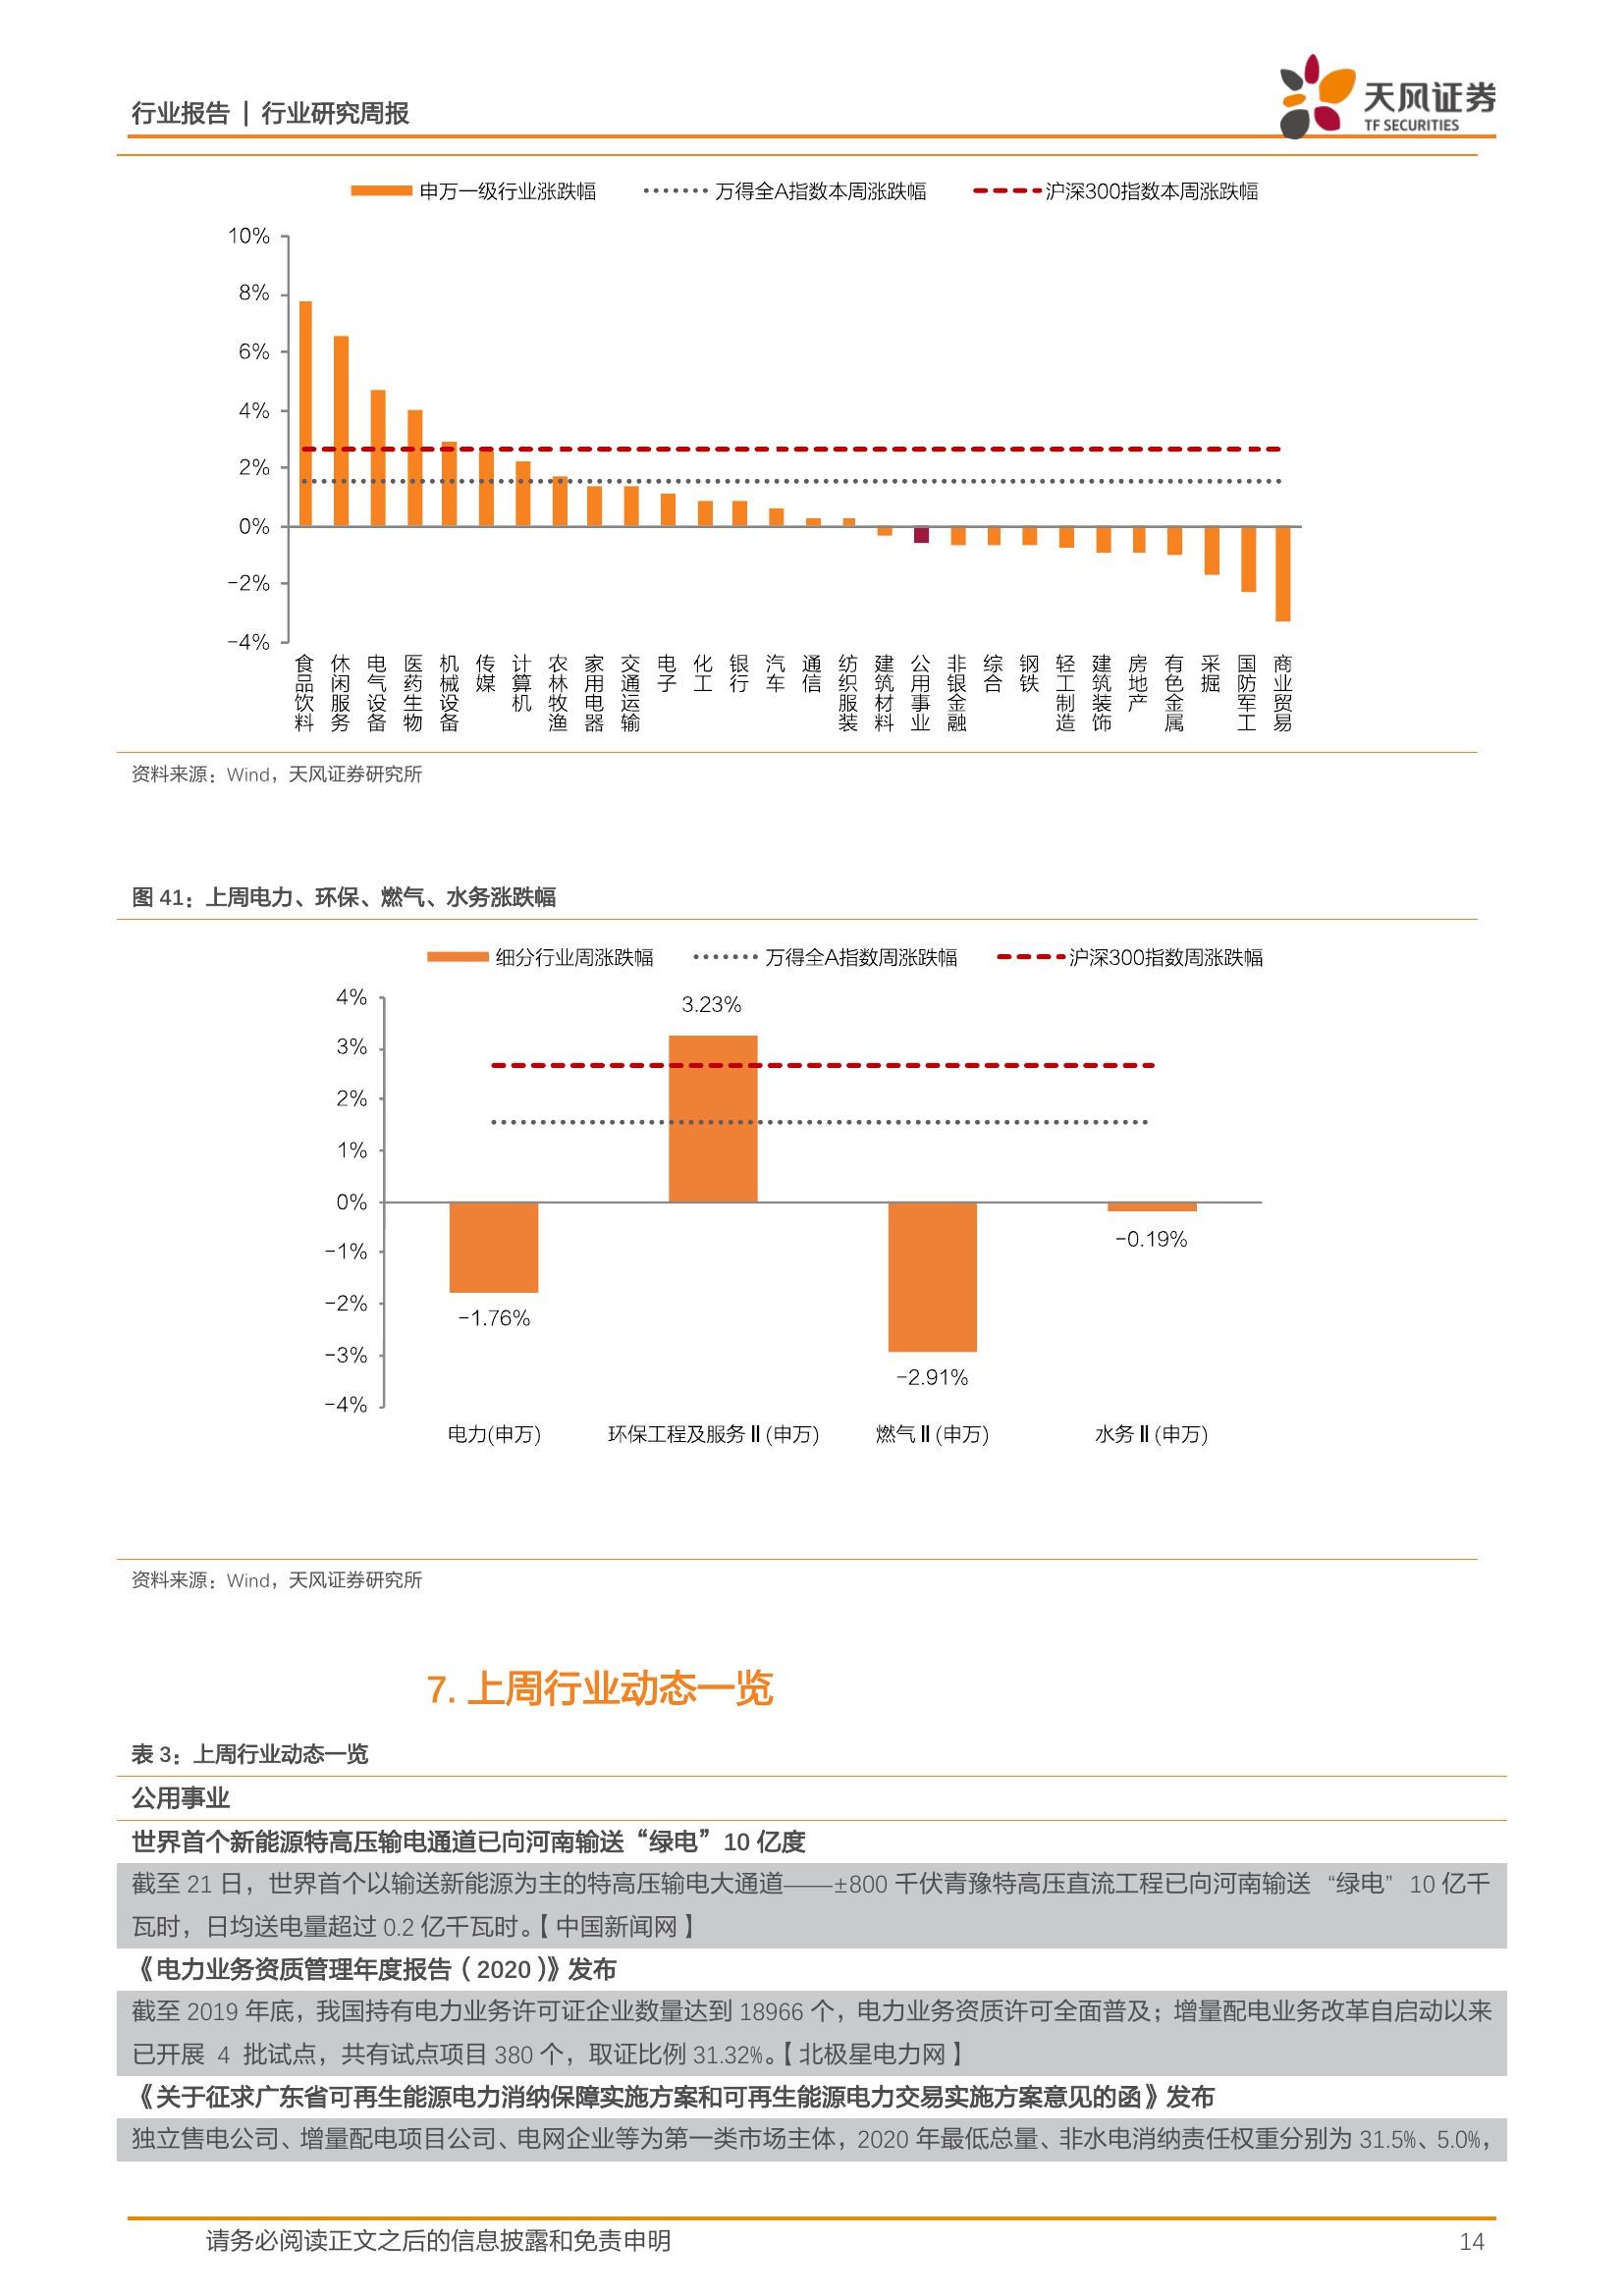 行业报告 | 行业研究周报
天风证券
TF SECURITIES
申万一级行业涨跌幅 万得全A指数本周涨跌幅 沪深300指数本周涨跌幅
10%
8%
6%
4%
2%
0%
-2%
-4%
食品饮料 休闲服务 电气设备 医药生物 机械设备 传媒 计算机 农林牧渔 家用电器 交通运输 电子 化工 银行 汽车 通信 纺织服装 建筑材料 公用事业 非银金融 综合 钢铁 轻工制造 建筑装饰 房地产 有色金属 采掘 国防军工 商业贸易
资料来源：Wind，天风证券研究所
图 41：上周电力、环保、燃气、水务涨跌幅
细分行业周涨跌幅 万得全A指数周涨跌幅 沪深300指数周涨跌幅
4%
3%
2%
1%
0%
-1%
-2%
-3%
-4%
3.23%
-0.19%
-1.76%
-2.91%
电力(申万) 环保工程及服务Ⅱ(申万) 燃气Ⅱ(申万) 水务Ⅱ(申万)
资料来源：Wind，天风证券研究所
7. 上周行业动态一览
表 3：上周行业动态一览
公用事业
世界首个新能源特高压输电通道已向河南输送“绿电”10 亿度
截至 21 日，世界首个以输送新能源为主的特高压输电大通道——±800 千伏青豫特高压直流工程已向河南输送 “绿电” 10 亿千
瓦时，日均送电量超过 0.2 亿千瓦时。【中国新闻网】
《电力业务资质管理年度报告（2020）》发布
截至 2019 年底，我国持有电力业务许可证企业数量达到 18966 个，电力业务资质许可全面普及；增量配电业务改革自启动以来
已开展 4 批试点，共有试点项目 380 个，取证比例 31.32%。【北极星电力网】
《关于征求广东省可再生能源电力消纳保障实施方案和可再生能源电力交易实施方案意见的函》发布
独立售电公司、增量配电项目公司、电网企业等为第一类市场主体，2020 年最低总量、非水电消纳责任权重分别为 31.5%、5.0%，
请务必阅读正文之后的信息披露和免责申明 14